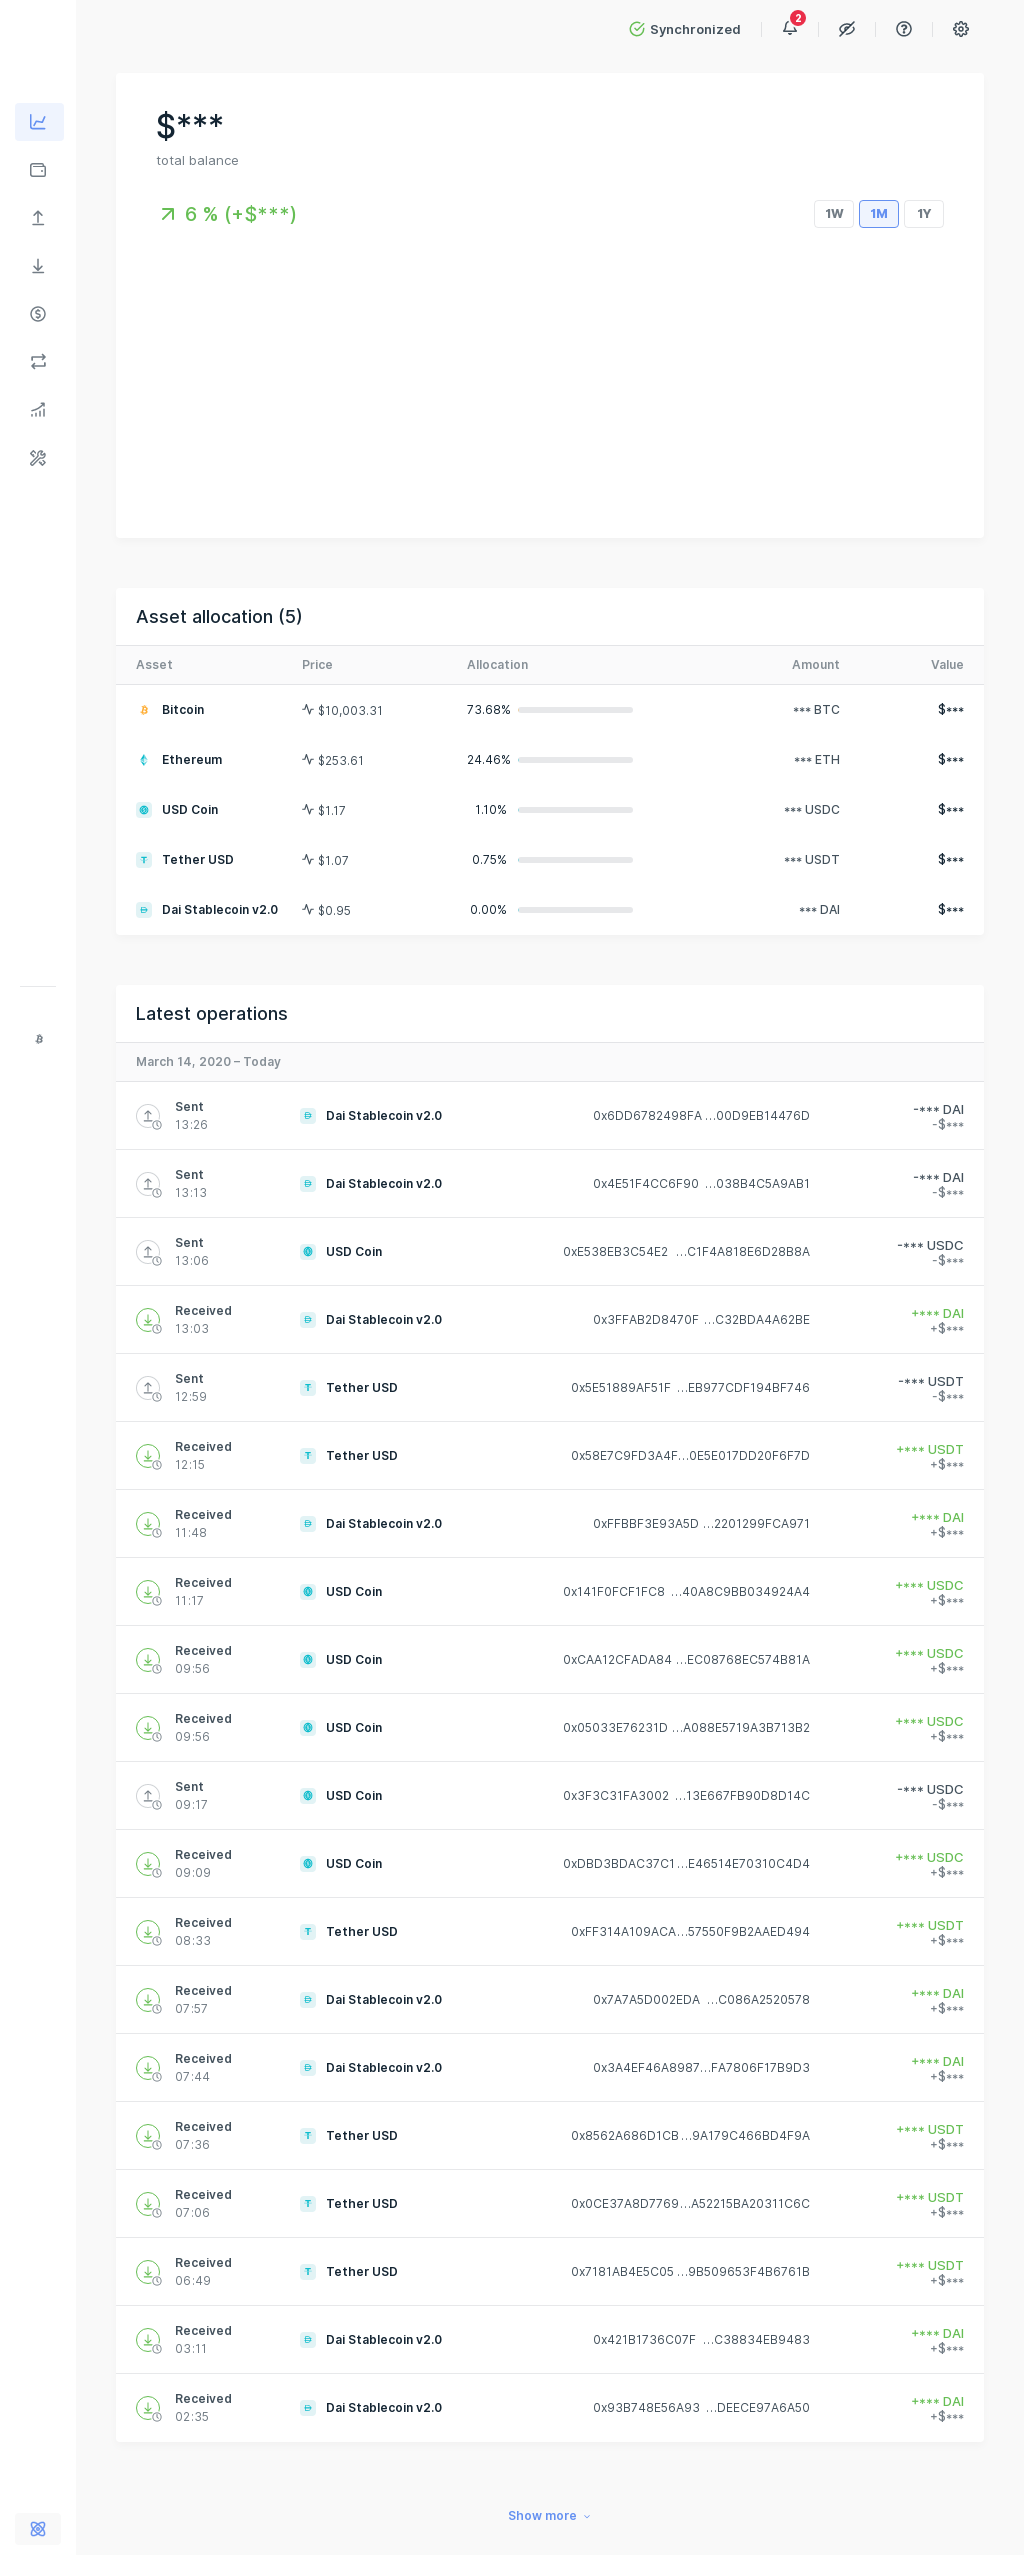 Synchronized 2
$***
total balance
6 % (+$***)
1W 1M 1Y
Asset allocation (5)
Asset Price Allocation Amount Value
Bitcoin $10,003.31 73.68% *** BTC $***
Ethereum $253.61 24.46% *** ETH $***
USD Coin $1.17 1.10% *** USDC $***
Tether USD $1.07 0.75% *** USDT $***
Dai Stablecoin v2.0 $0.95 0.00% *** DAI $***
Latest operations
March 14, 2020 – Today
Sent Dai Stablecoin v2.0 0x6DD6782498FA …00D9EB14476D -*** DAI
13:26 -$***
Sent Dai Stablecoin v2.0 0x4E51F4CC6F90 …038B4C5A9AB1 -*** DAI
13:13 -$***
Sent USD Coin 0xE538EB3C54E2 …C1F4A818E6D28B8A -*** USDC
13:06 -$***
Received Dai Stablecoin v2.0 0x3FFAB2D8470F …C32BDA4A62BE +*** DAI
13:03 +$***
Sent Tether USD 0x5E51889AF51F …EB977CDF194BF746 -*** USDT
12:59 -$***
Received Tether USD 0x58E7C9FD3A4F…0E5E017DD20F6F7D +*** USDT
12:15 +$***
Received Dai Stablecoin v2.0 0xFFBBF3E93A5D …2201299FCA971 +*** DAI
11:48 +$***
Received USD Coin 0x141F0FCF1FC8 …40A8C9BB034924A4 +*** USDC
11:17 +$***
Received USD Coin 0xCAA12CFADA84 …EC08768EC574B81A +*** USDC
09:56 +$***
Received USD Coin 0x05033E76231D …A088E5719A3B713B2 +*** USDC
09:56 +$***
Sent USD Coin 0x3F3C31FA3002 …13E667FB90D8D14C -*** USDC
09:17 -$***
Received USD Coin 0xDBD3BDAC37C1 …E46514E70310C4D4 +*** USDC
09:09 +$***
Received Tether USD 0xFF314A109ACA…57550F9B2AAED494 +*** USDT
08:33 +$***
Received Dai Stablecoin v2.0 0x7A7A5D002EDA …C086A2520578 +*** DAI
07:57 +$***
Received Dai Stablecoin v2.0 0x3A4EF46A8987…FA7806F17B9D3 +*** DAI
07:44 +$***
Received Tether USD 0x8562A686D1CB …9A179C466BD4F9A +*** USDT
07:36 +$***
Received Tether USD 0x0CE37A8D7769…A52215BA20311C6C +*** USDT
07:06 +$***
Received Tether USD 0x7181AB4E5C05 …9B509653F4B6761B +*** USDT
06:49 +$***
Received Dai Stablecoin v2.0 0x421B1736C07F …C38834EB9483 +*** DAI
03:11 +$***
Received Dai Stablecoin v2.0 0x93B748E56A93 …DEECE97A6A50 +*** DAI
02:35 +$***
Show more